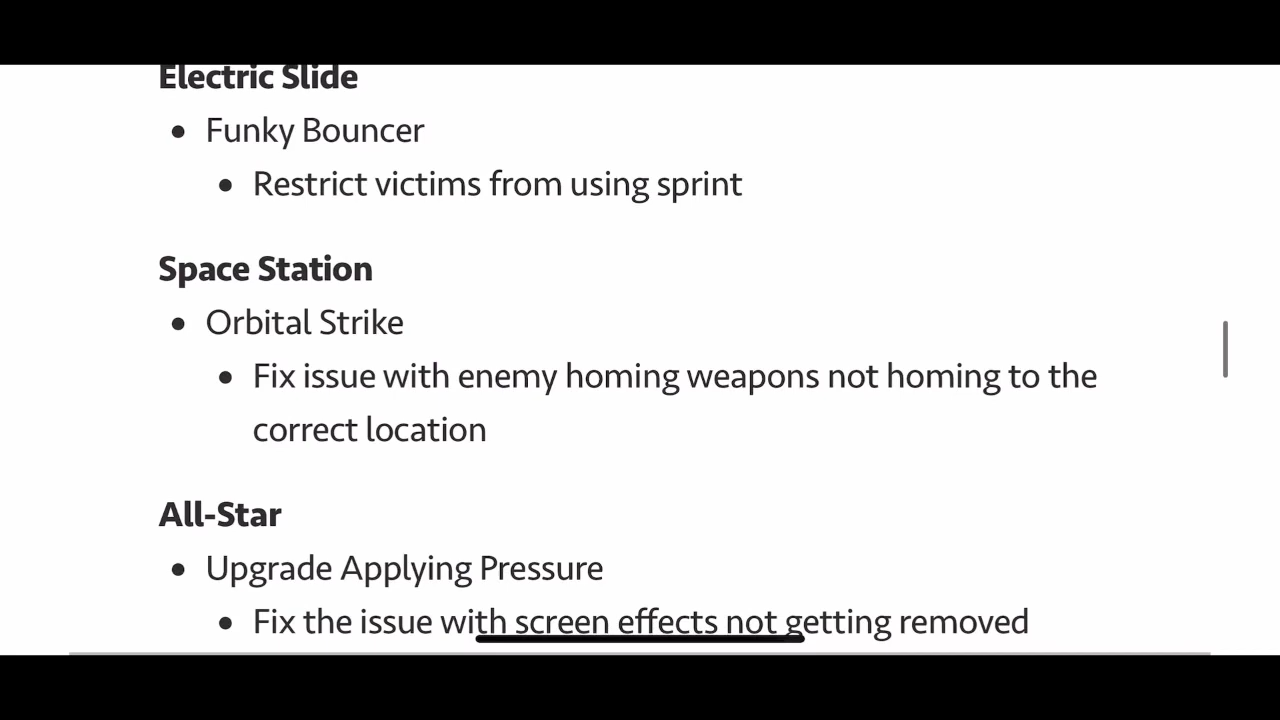 Electric Slide
• Funky Bouncer
• Restrict victims from using sprint
Space Station
• Orbital Strike
• Fix issue with enemy homing weapons not homing to the
correct location
All-Star
• Upgrade Applying Pressure
• Fix the issue with screen effects not getting removed